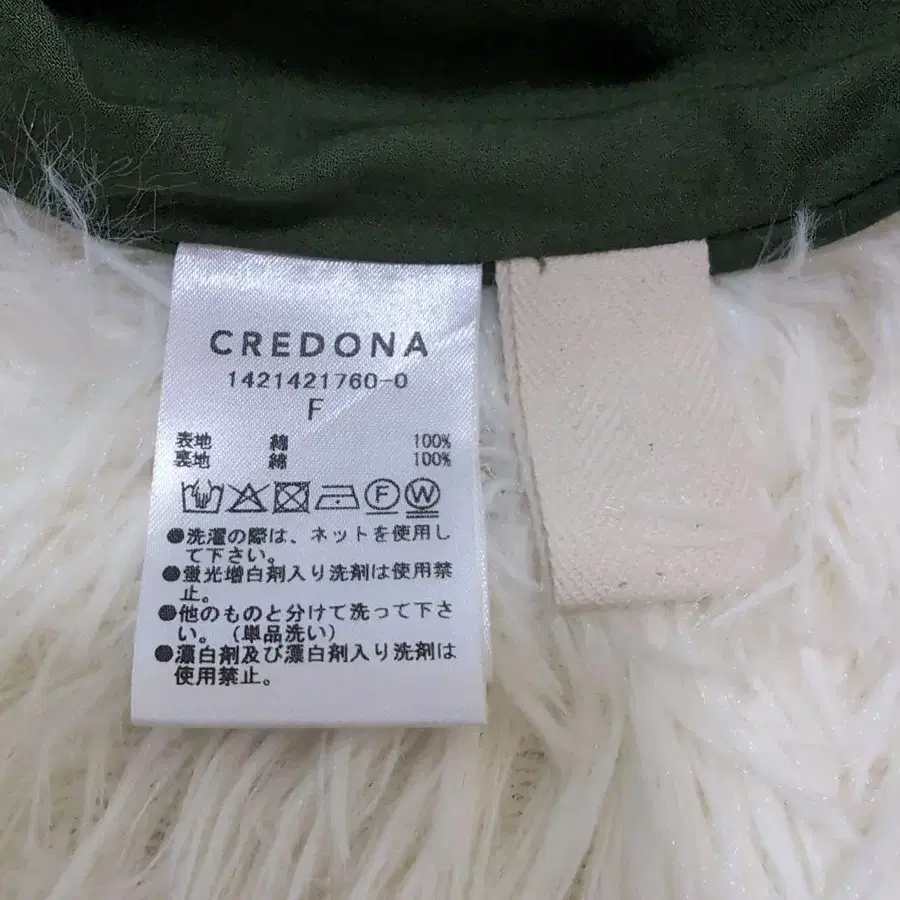 CREDONA
1421421760-0
F
表地 綿 100%
裏地 綿 100%
F W
●洗濯の際は、ネットを使用し
て下さい。
●蛍光増白剤入り洗剤は使用禁
止。
●他のものと分けて洗って下さ
い。(単品洗い)
●漂白剤及び漂白剤入り洗剤は
使用禁止。